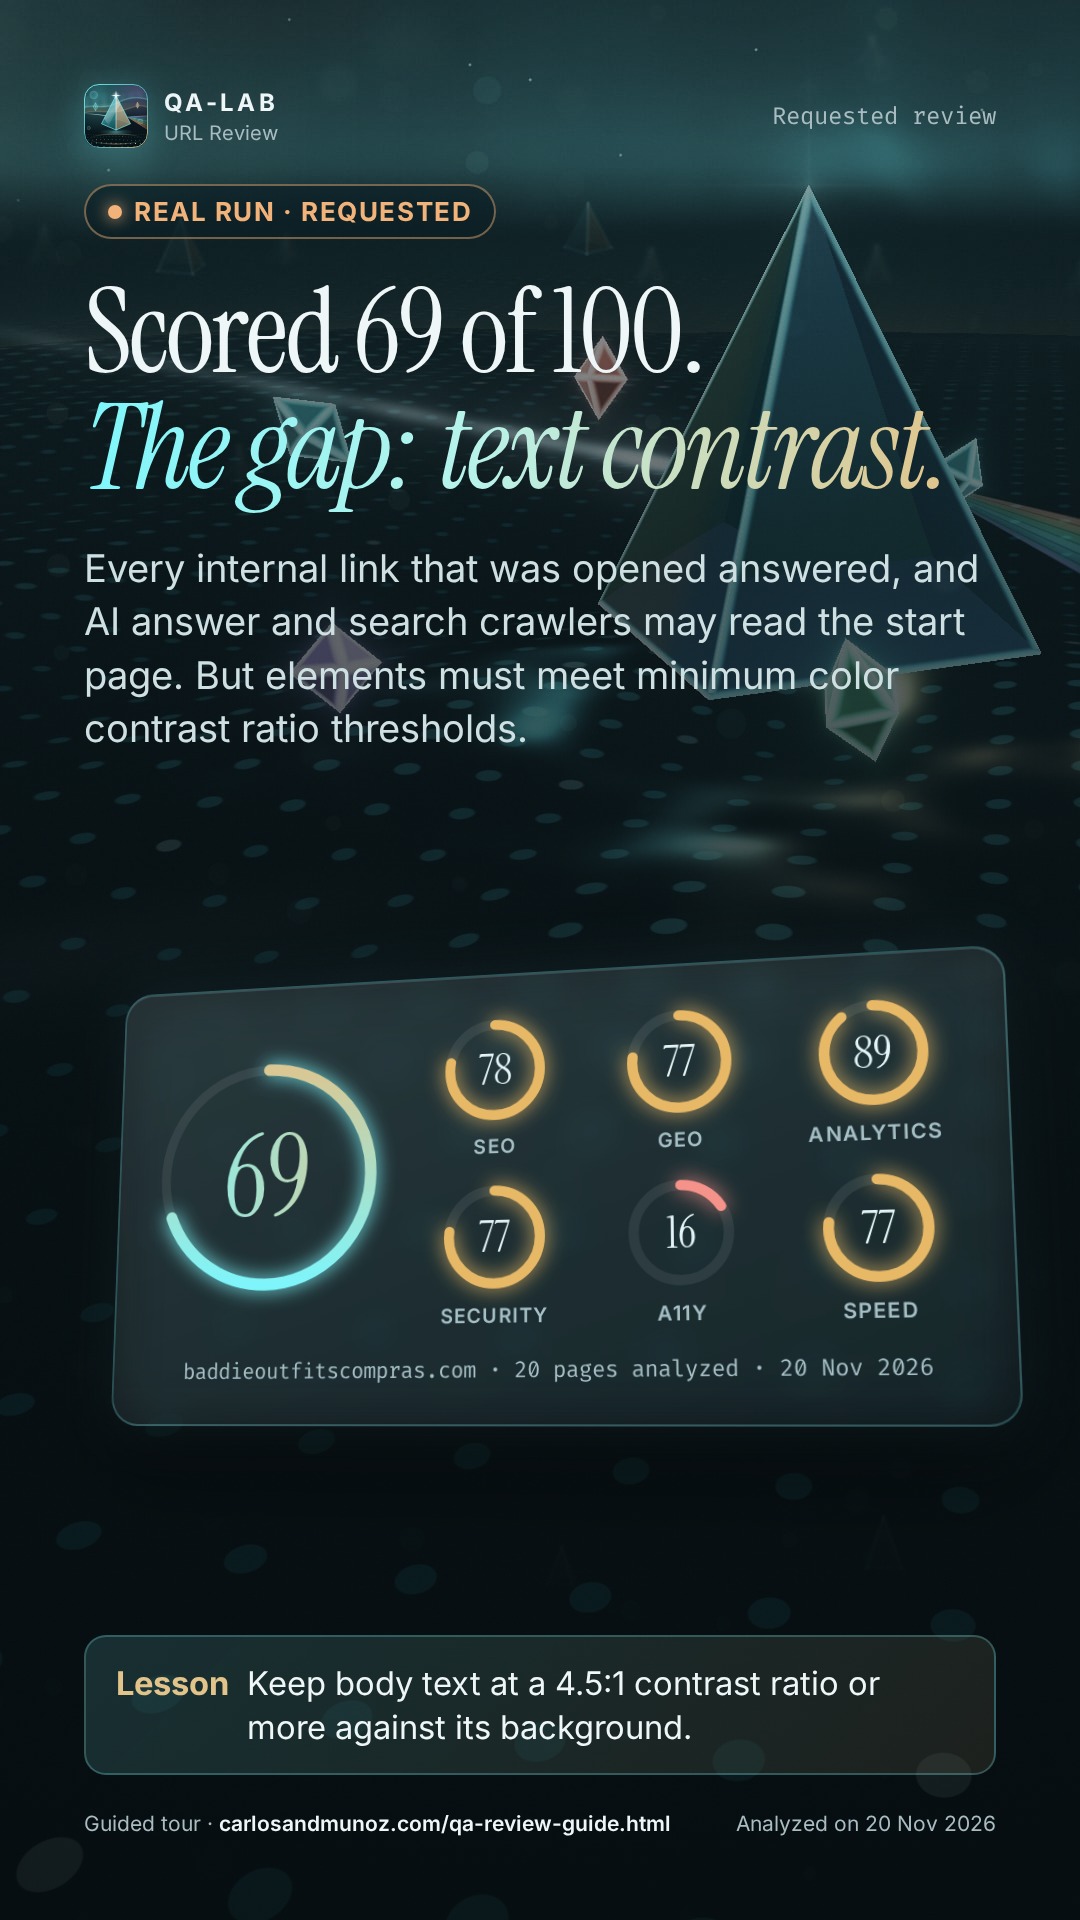 QA-LAB
URL Review
Requested review
REAL RUN · REQUESTED
Scored 69 of 100.
The gap: text contrast.
Every internal link that was opened answered, and
AI answer and search crawlers may read the start
page. But elements must meet minimum color
contrast ratio thresholds.
69
78
SEO
77
GEO
89
ANALYTICS
77
SECURITY
16
A11Y
77
SPEED
baddieoutfitscompras.com · 20 pages analyzed · 20 Nov 2026
Lesson Keep body text at a 4.5:1 contrast ratio or
more against its background.
Guided tour · carlosandmunoz.com/qa-review-guide.html
Analyzed on 20 Nov 2026